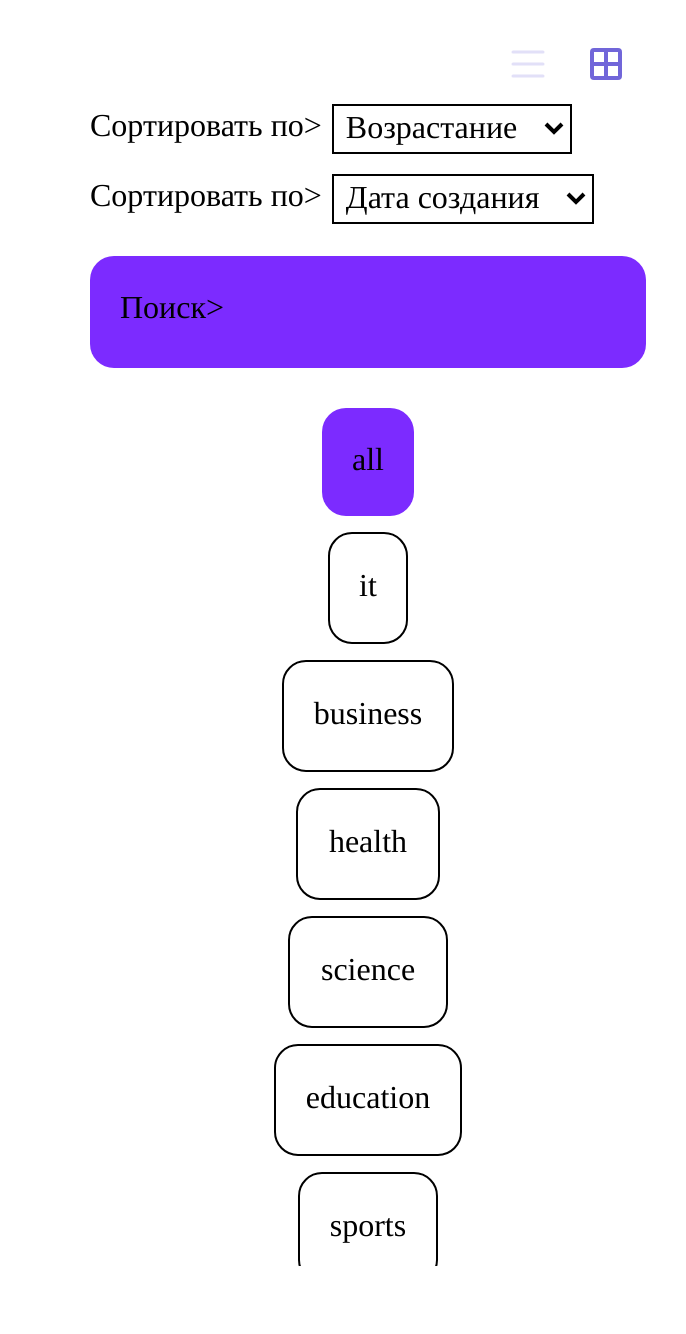 Сортировать по> Возрастание
Сортировать по> Дата создания
Поиск>
all
it
business
health
science
education
sports